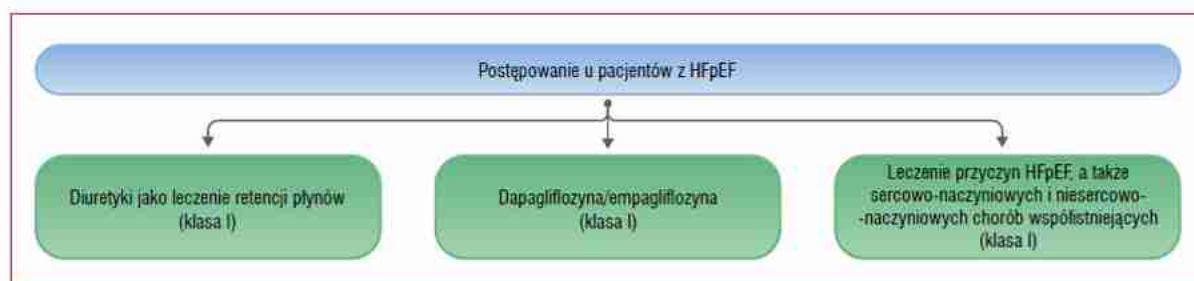 Postępowanie u pacjentów z HFpEF
Diuretyki jako leczenie retencji płynów
(klasa I)
Dapagliflozyna/empagliflozyna
(klasa I)
Leczenie przyczyn HFpEF, a także
sercowo-naczyniowych i niesercowo-
-naczyniowych chorób współistniejących
(klasa I)